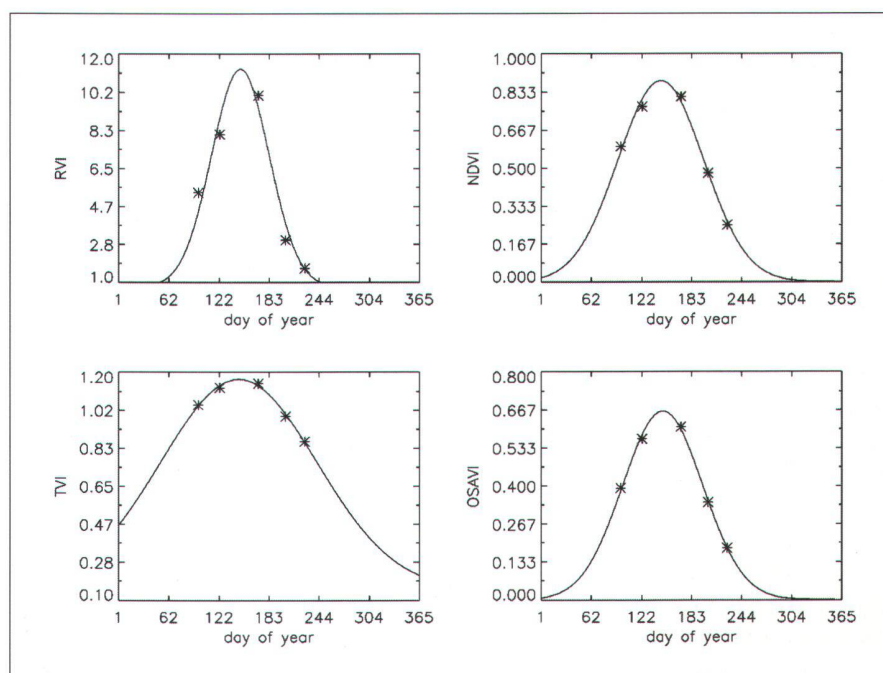 RVI
12.0
10.2
8.3
6.5
4.7
2.8
1.0
1 62 122 183 244 304 365
day of year
NDVI
1.000
0.833
0.667
0.500
0.333
0.167
0.000
1 62 122 183 244 304 365
day of year
TVI
1.20
1.02
0.83
0.65
0.47
0.28
0.10
1 62 122 183 244 304 365
day of year
OSAVI
0.800
0.667
0.533
0.400
0.267
0.133
0.000
1 62 122 183 244 304 365
day of year